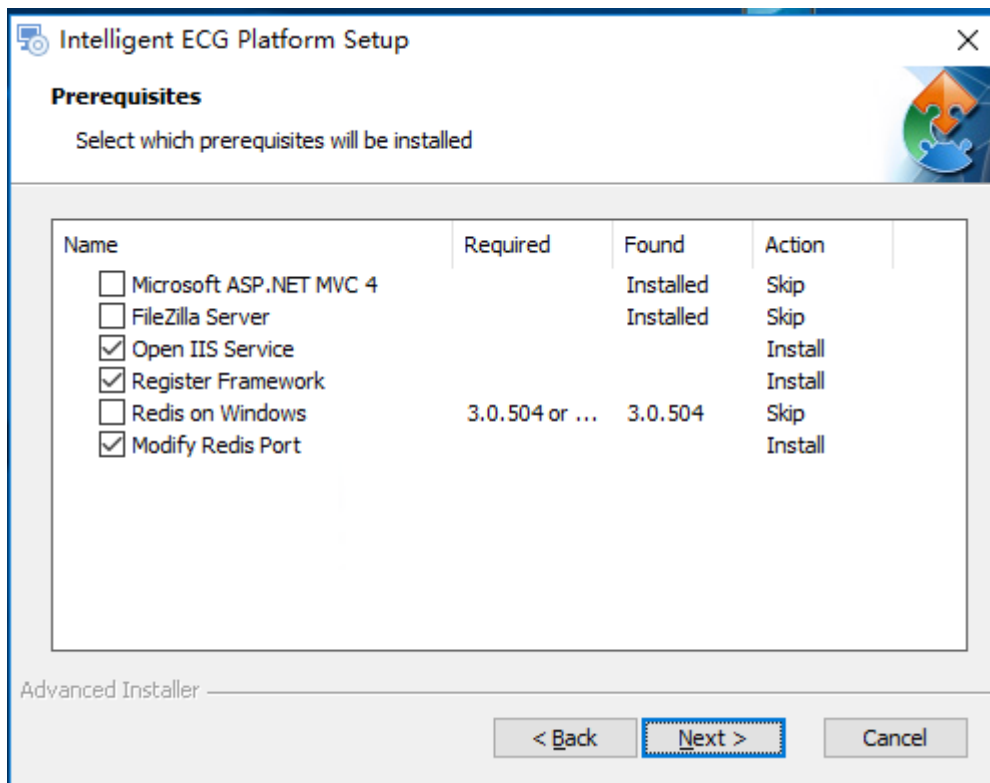 Intelligent ECG Platform Setup
Prerequisites
Select which prerequisites will be installed
Name Required Found Action
Microsoft ASP.NET MVC 4 Installed Skip
FileZilla Server Installed Skip
Open IIS Service Install
Register Framework Install
Redis on Windows 3.0.504 or ... 3.0.504 Skip
Modify Redis Port Install
Advanced Installer
< Back Next > Cancel